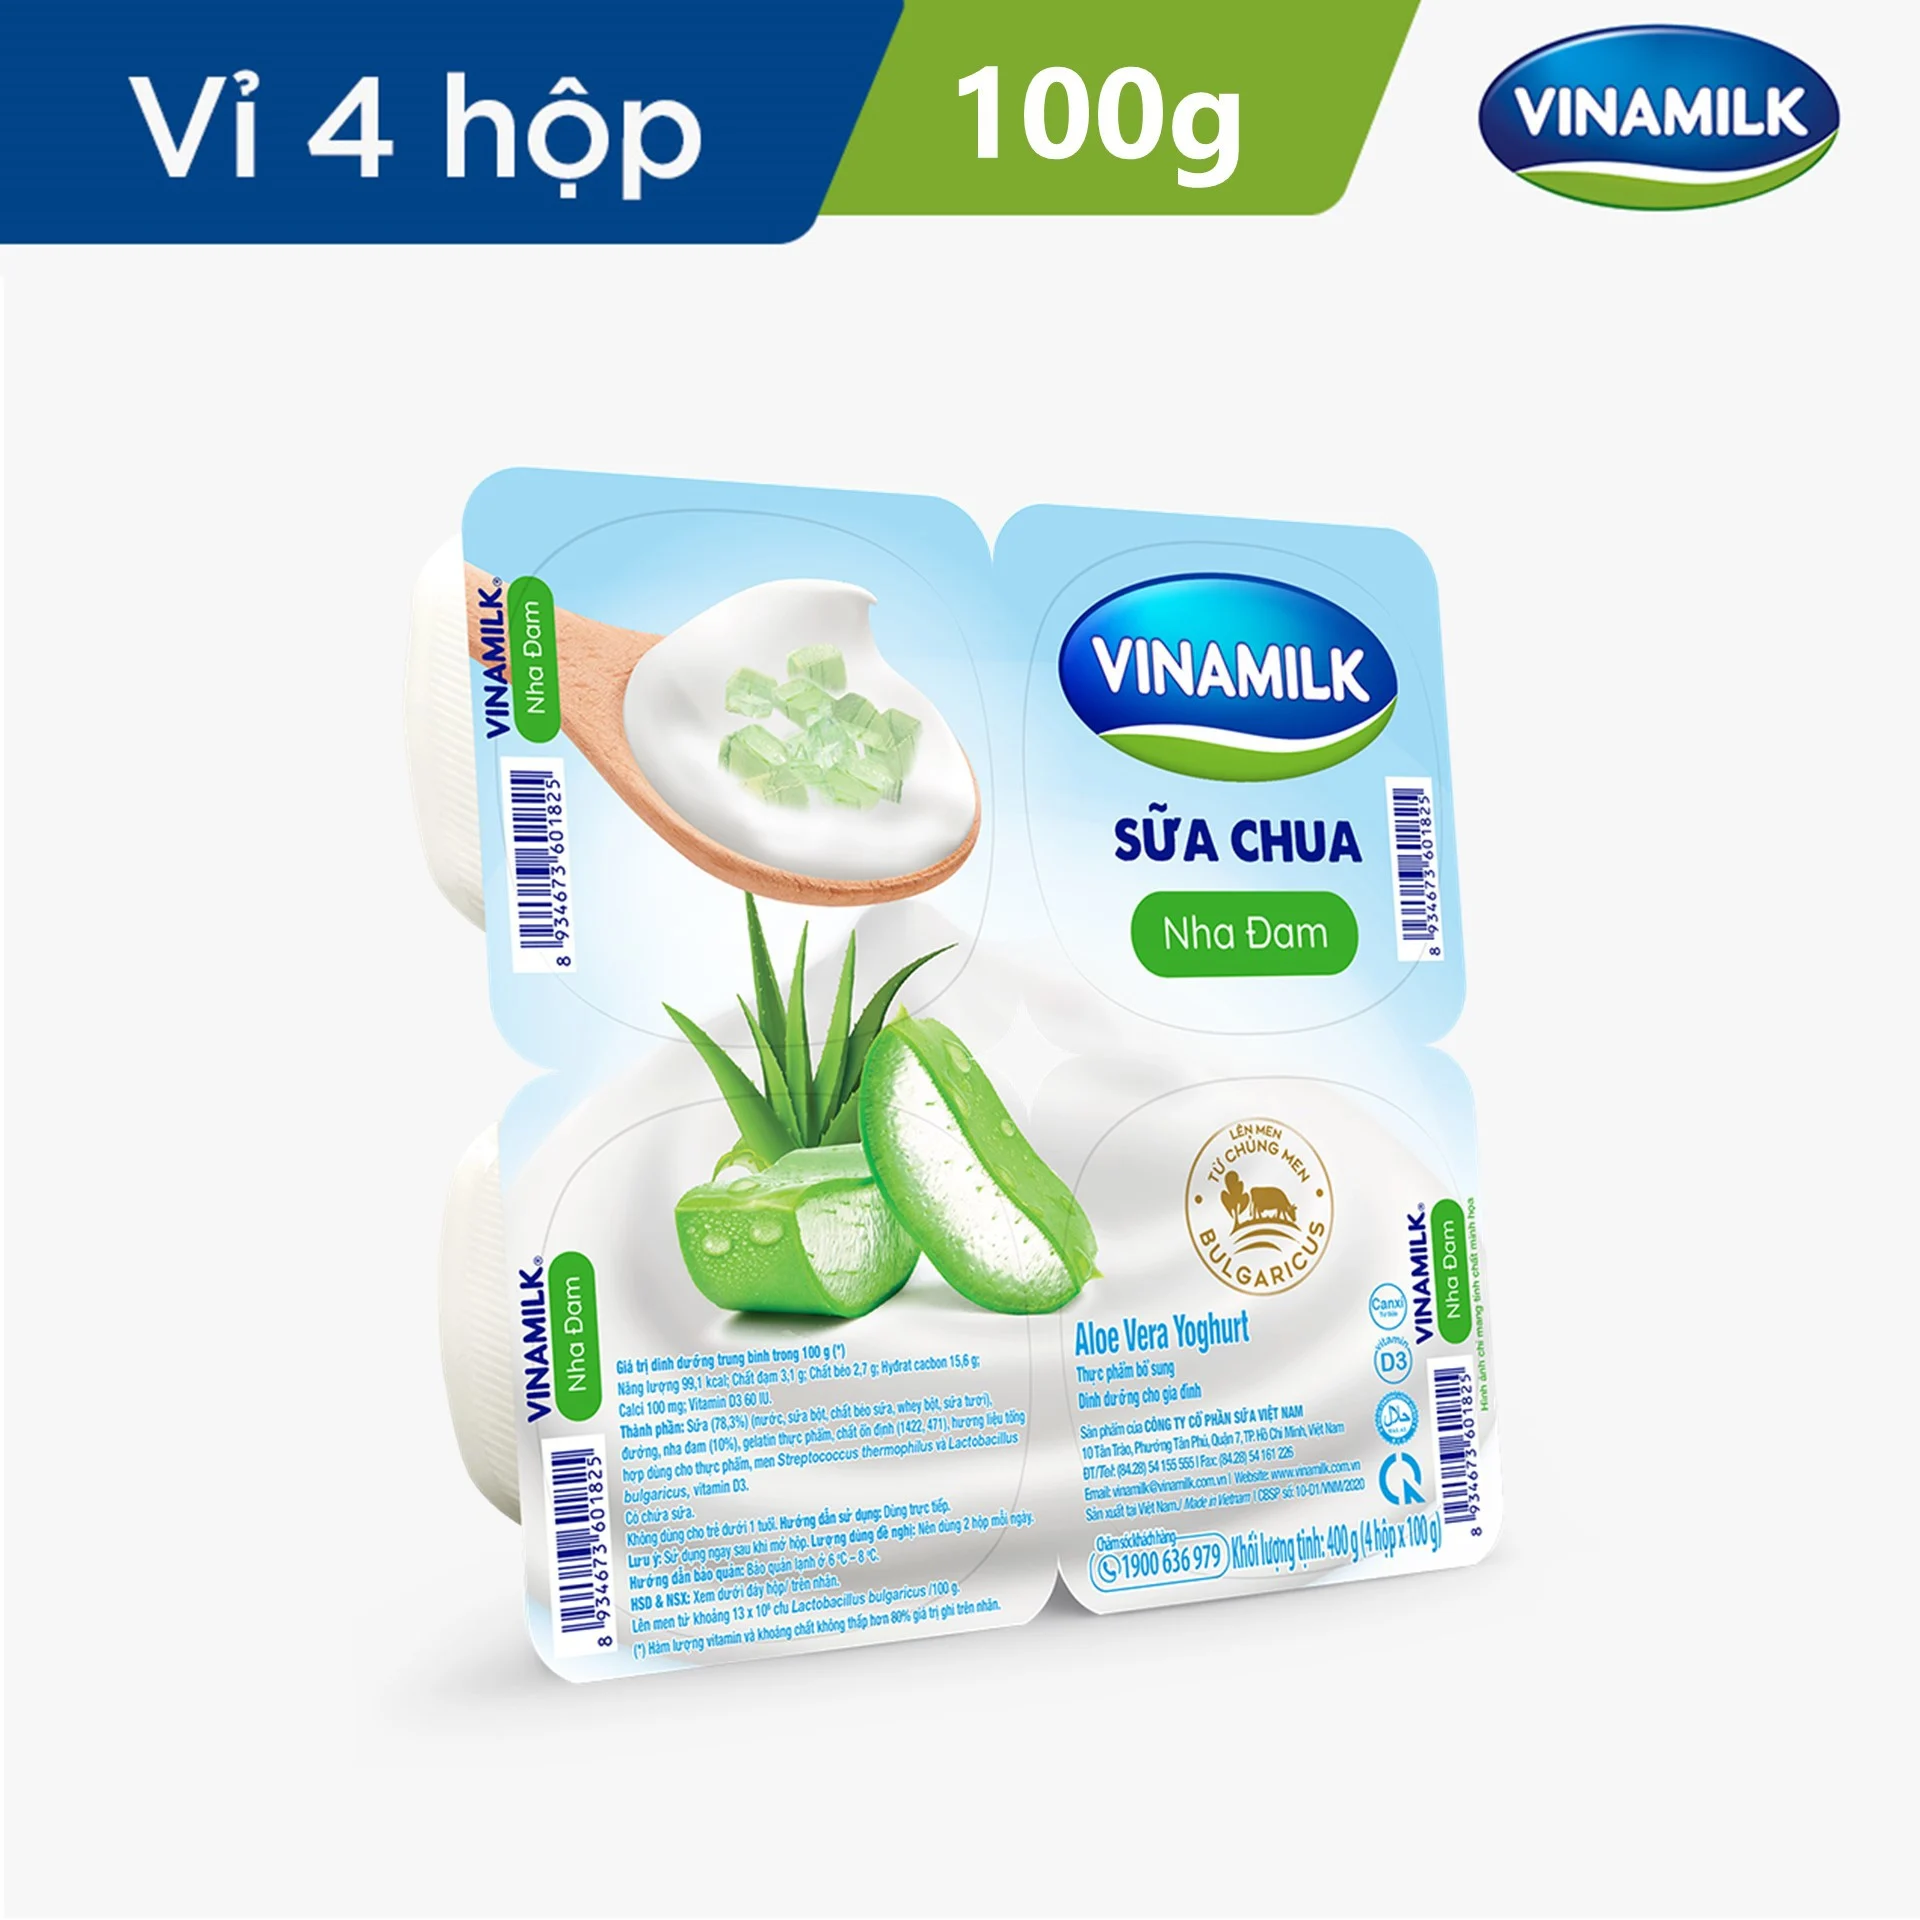 Vỉ 4 hộp
100g
VINAMILK
VINAMILK®
Nha Đam
8 934673 601825
VINAMILK
SỮA CHUA
Nha Đam
8 934673 601825
LÊN MEN
TỪ CHỦNG MEN
BULGARICUS
VINAMILK®
Nha Đam
8 934673 601825
Giá trị dinh dưỡng trung bình trong 100 g (*)
Năng lượng 99,1 kcal; Chất đạm 3,1 g; Chất béo 2,7 g; Hyđrat cacbon 15,6 g;
Calci 100 mg; Vitamin D3 60 IU.
Thành phần: Sữa (78,3%) (nước, sữa bột, chất béo sữa, whey bột, sữa tươi),
đường, nha đam (10%), gelatin thực phẩm, chất ổn định (1422, 471), hương liệu tổng
hợp dùng cho thực phẩm, men Streptococcus thermophilus và Lactobacillus
bulgaricus, vitamin D3.
Có chứa sữa.
Không dùng cho trẻ dưới 1 tuổi. Hướng dẫn sử dụng: Dùng trực tiếp.
Lưu ý: Sử dụng ngay sau khi mở hộp. Lượng dùng đề nghị: Nên dùng 2 hộp mỗi ngày.
Hướng dẫn bảo quản: Bảo quản lạnh ở 6 °C – 8 °C.
HSD & NSX: Xem dưới đáy hộp/ trên nhãn.
Lên men từ khoảng 13 x 10⁶ cfu Lactobacillus bulgaricus /100 g.
(*) Hàm lượng vitamin và khoáng chất không thấp hơn 80% giá trị ghi trên nhãn.
Aloe Vera Yoghurt
Thực phẩm bổ sung
Dinh dưỡng cho gia đình
Sản phẩm của CÔNG TY CỔ PHẦN SỮA VIỆT NAM
10 Tân Trào, Phường Tân Phú, Quận 7, TP. Hồ Chí Minh, Việt Nam
ĐT/Tel: (84.28) 54 155 555 | Fax: (84.28) 54 161 226
Email: vinamilk@vinamilk.com.vn | Website: www.vinamilk.com.vn
Sản xuất tại Việt Nam./ Made in Vietnam | CBSP số: 10-D1/VNM/2020
Chăm sóc khách hàng
1900 636 979
Khối lượng tịnh: 400 g (4 hộp x 100 g)
Canxi
Vitamin
D3
VINAMILK®
Nha Đam
8 934673 601825
Hình ảnh chỉ mang tính chất minh họa